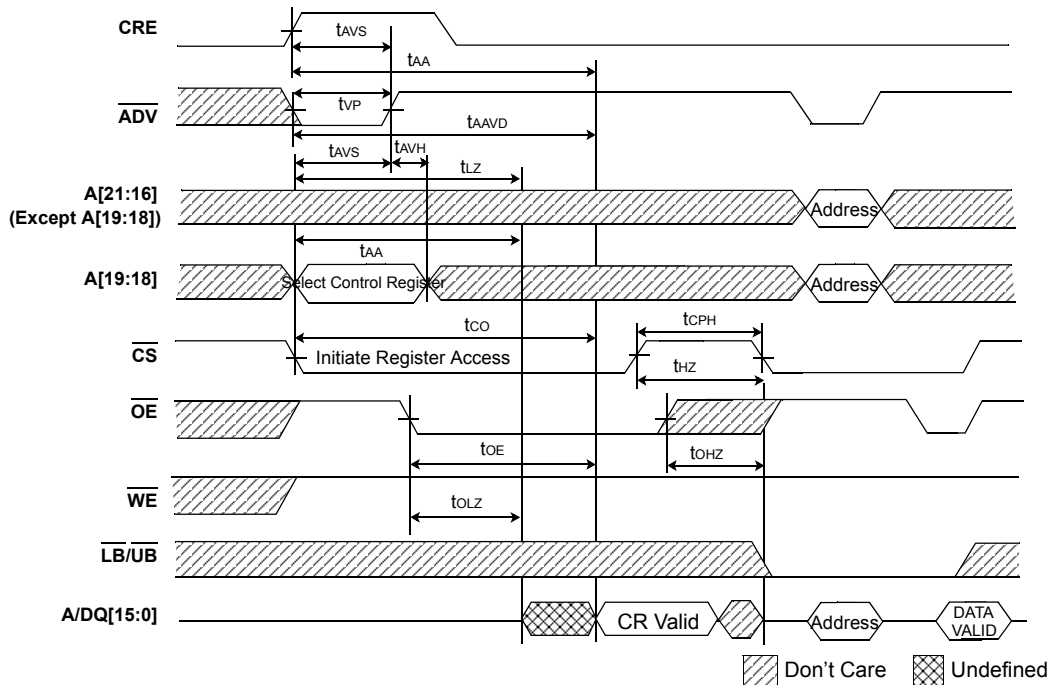 CRE
tAVS
tAA
ADV
tVP
tAAVD
tAVS
tAVH
tLZ
A[21:16]
(Except A[19:18])
Address
tAA
A[19:18]
Select Control Register
Address
tCO
tCPH
CS
Initiate Register Access
tHZ
OE
tOE
tOHZ
WE
tOLZ
LB/UB
A/DQ[15:0]
CR Valid
Address
DATA
VALID
Don't Care
Undefined